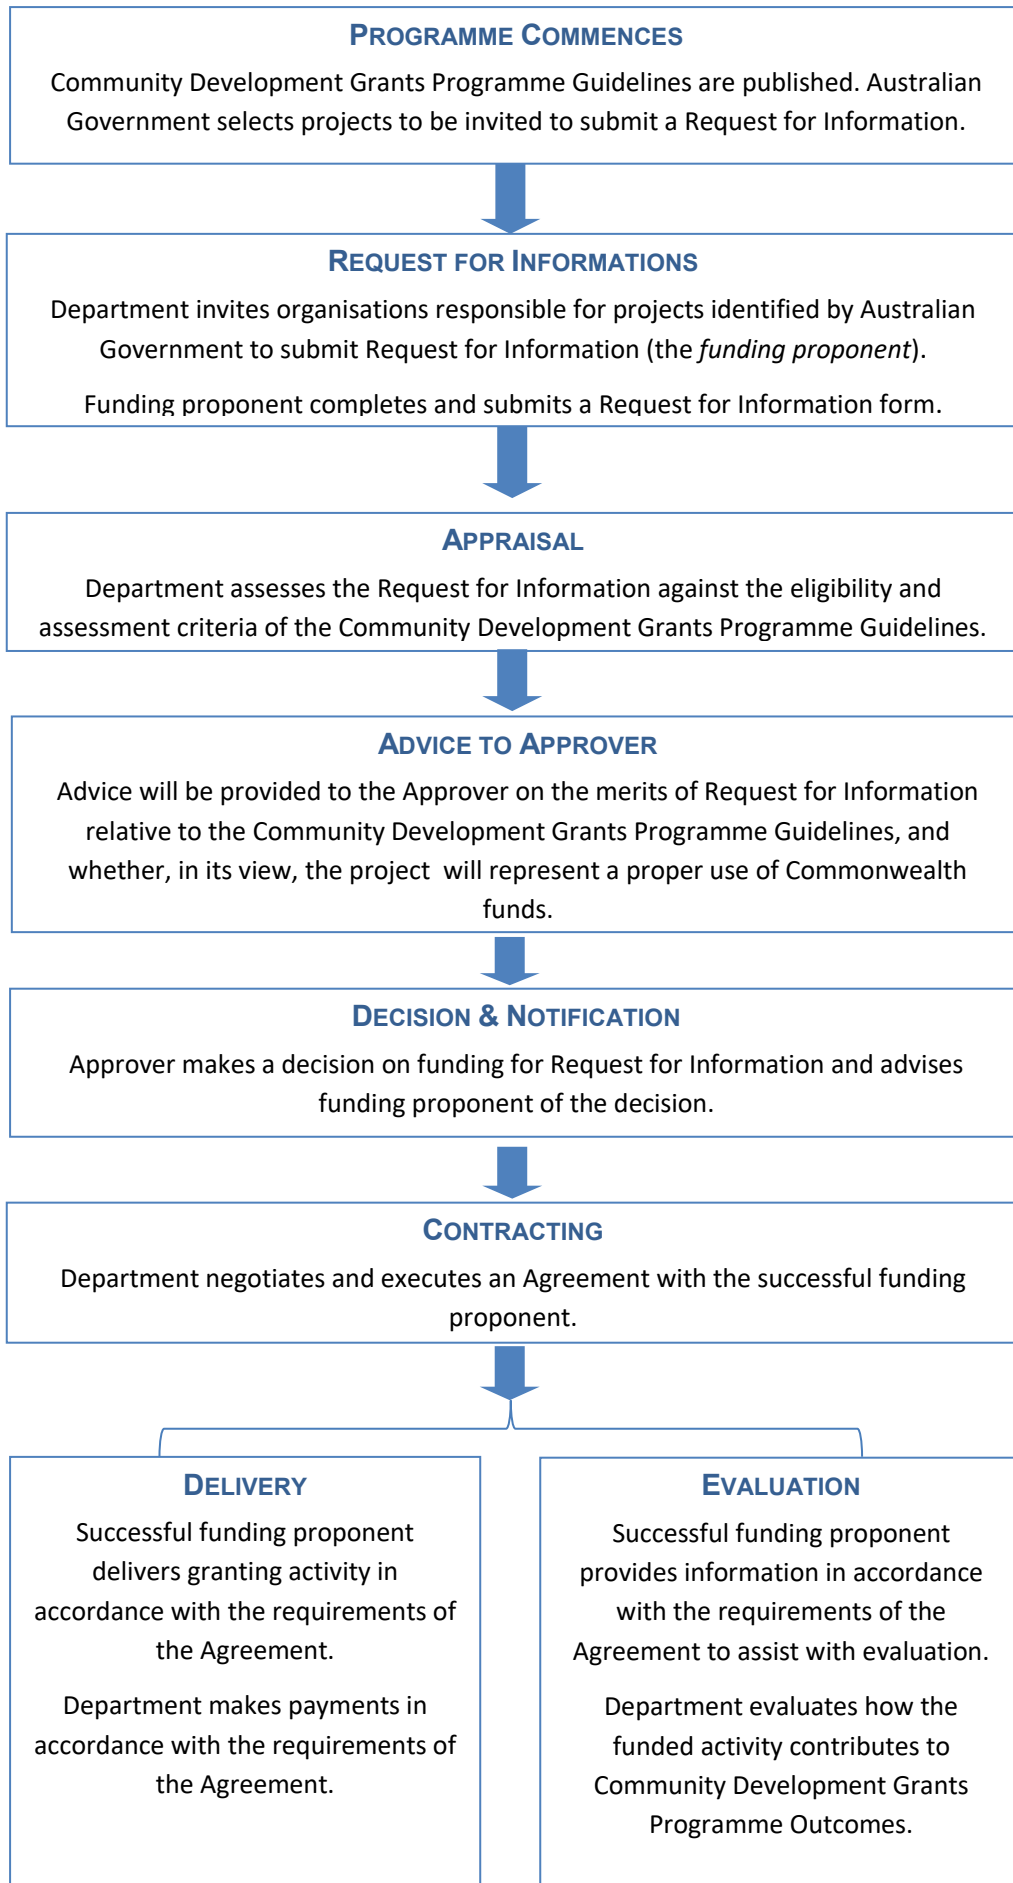 PROGRAMME COMMENCES
Community Development Grants Programme Guidelines are published. Australian
Government selects projects to be invited to submit a Request for Information.
REQUEST FOR INFORMATIONS
Department invites organisations responsible for projects identified by Australian
Government to submit Request for Information (the funding proponent).
Funding proponent completes and submits a Request for Information form.
APPRAISAL
Department assesses the Request for Information against the eligibility and
assessment criteria of the Community Development Grants Programme Guidelines.
ADVICE TO APPROVER
Advice will be provided to the Approver on the merits of Request for Information
relative to the Community Development Grants Programme Guidelines, and
whether, in its view, the project will represent a proper use of Commonwealth
funds.
DECISION & NOTIFICATION
Approver makes a decision on funding for Request for Information and advises
funding proponent of the decision.
CONTRACTING
Department negotiates and executes an Agreement with the successful funding
proponent.
DELIVERY
Successful funding proponent
delivers granting activity in
accordance with the requirements of
the Agreement.
Department makes payments in
accordance with the requirements of
the Agreement.
EVALUATION
Successful funding proponent
provides information in accordance
with the requirements of the
Agreement to assist with evaluation.
Department evaluates how the
funded activity contributes to
Community Development Grants
Programme Outcomes.